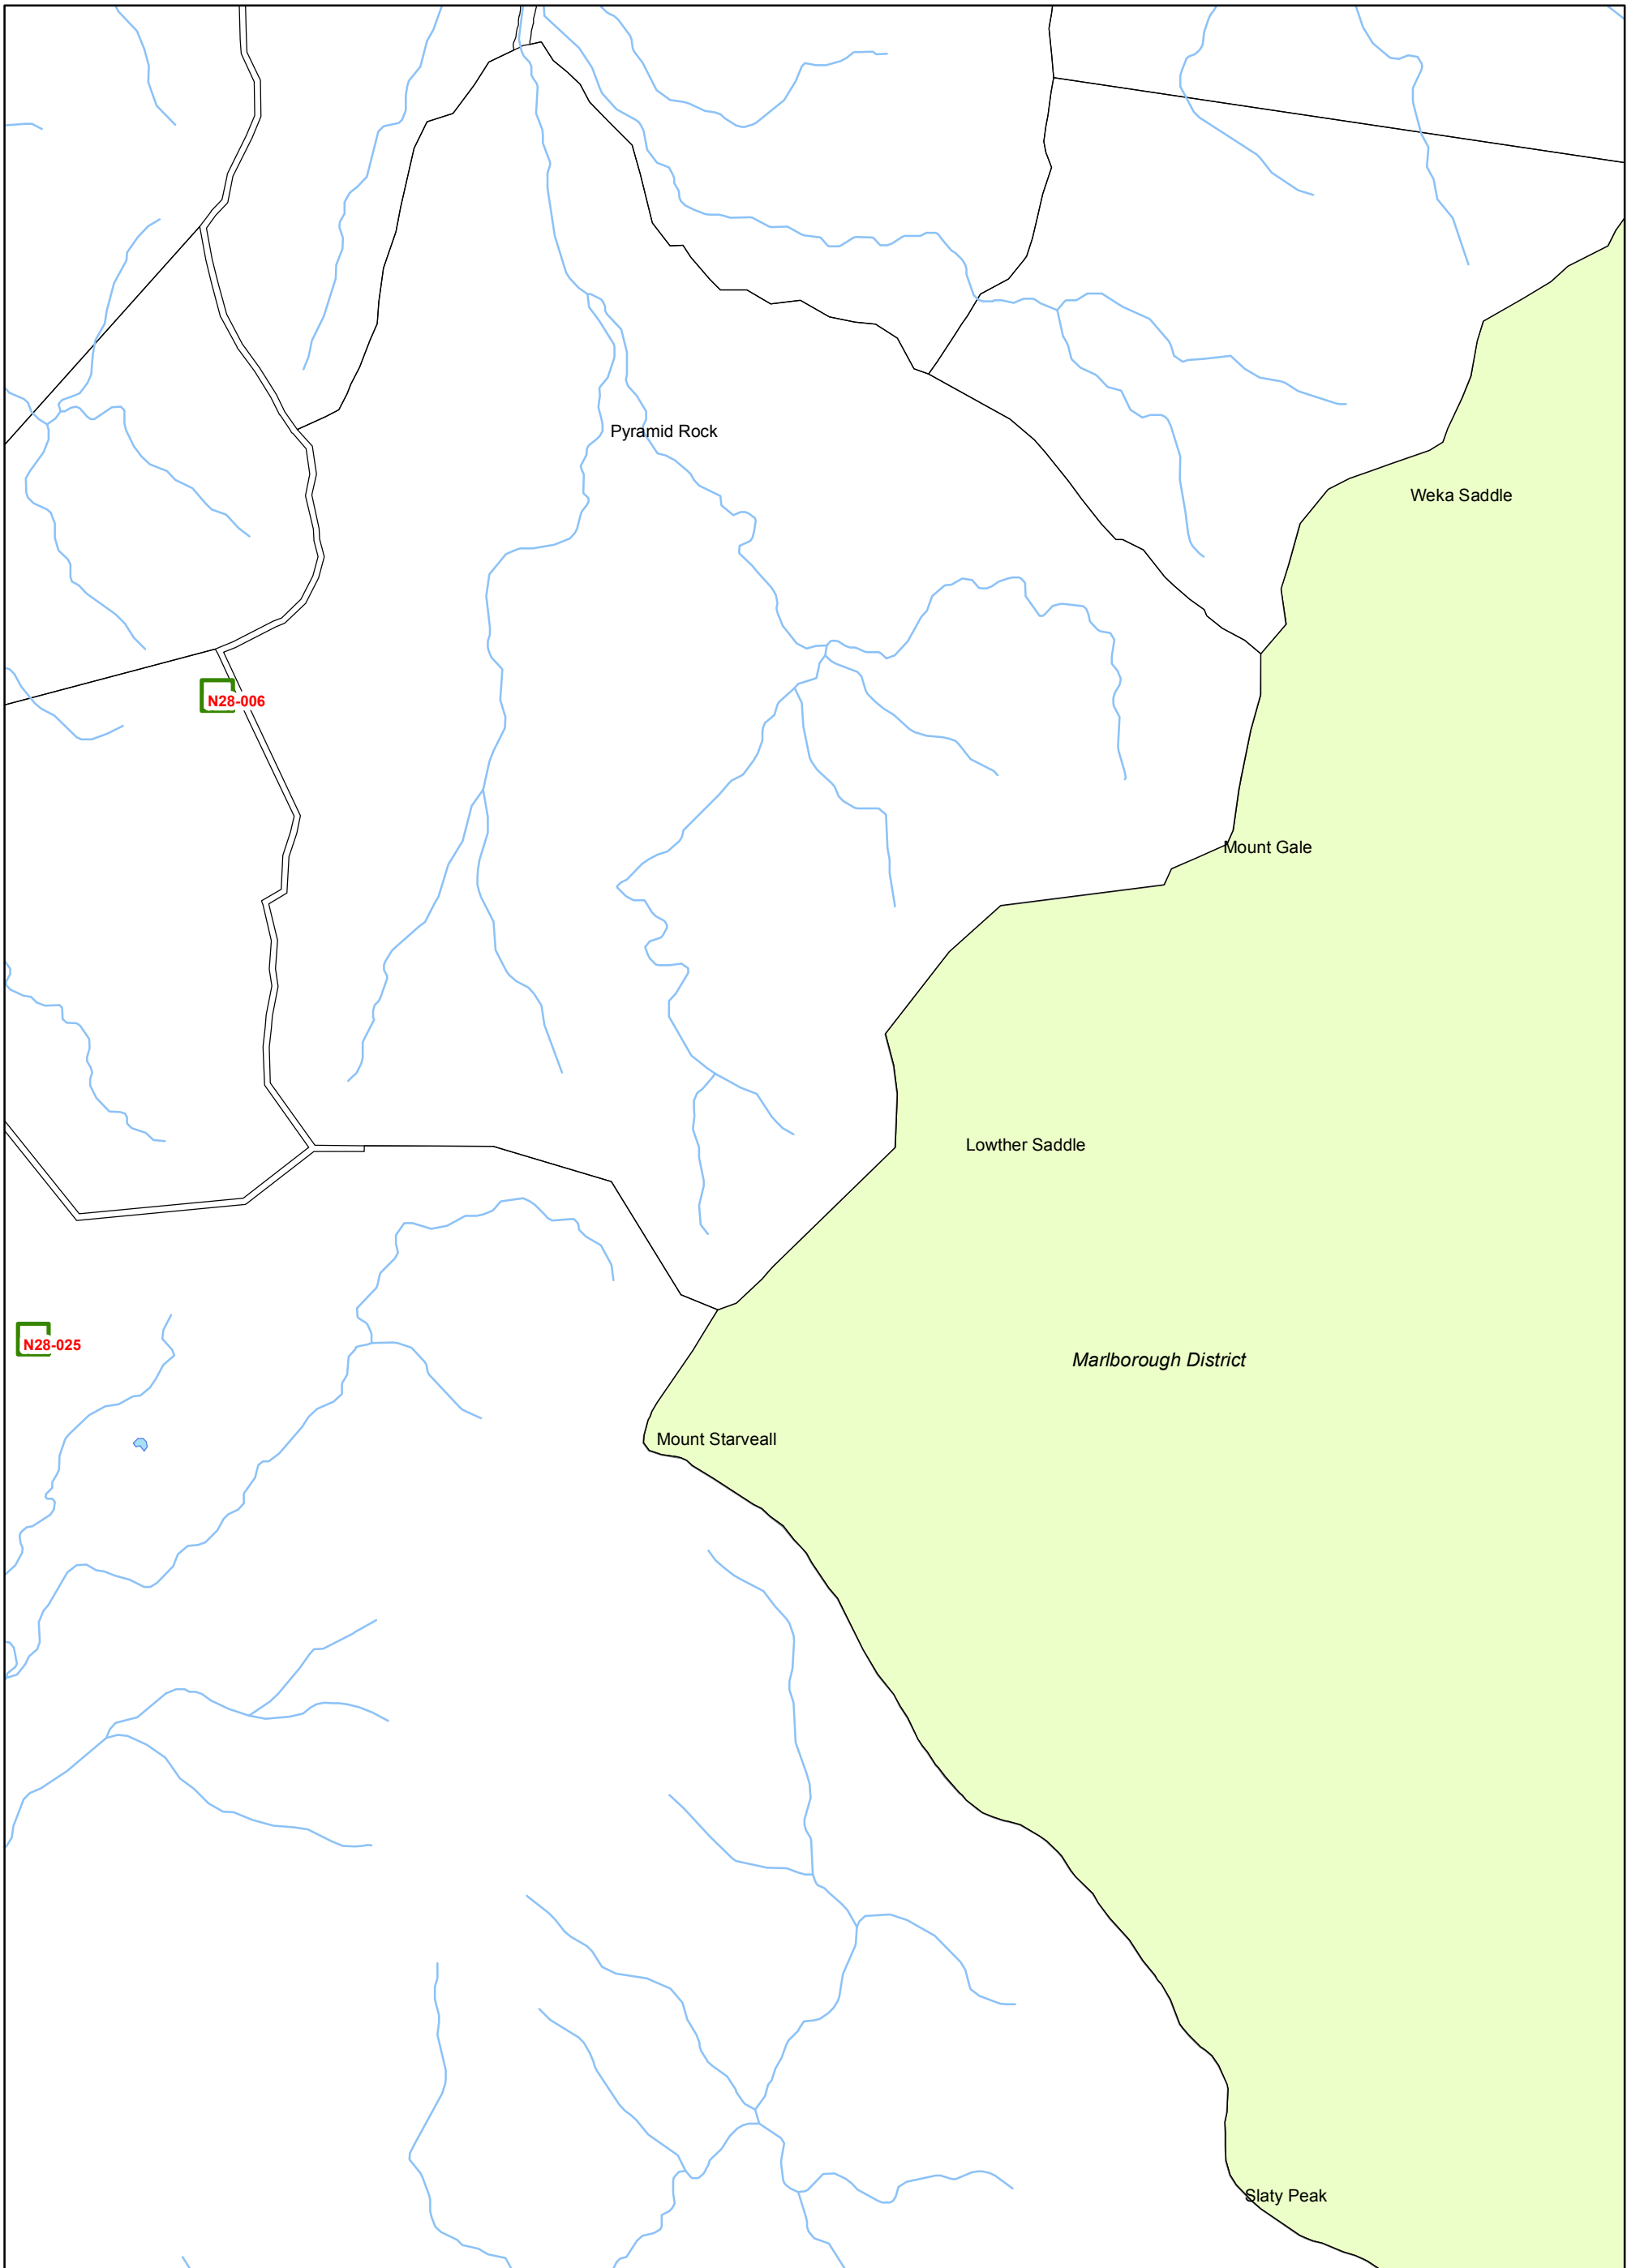 Pyramid Rock
Weka Saddle
N28-006
Mount Gale
Lowther Saddle
N28-025
Marlborough District
Mount Starveall
Slaty Peak